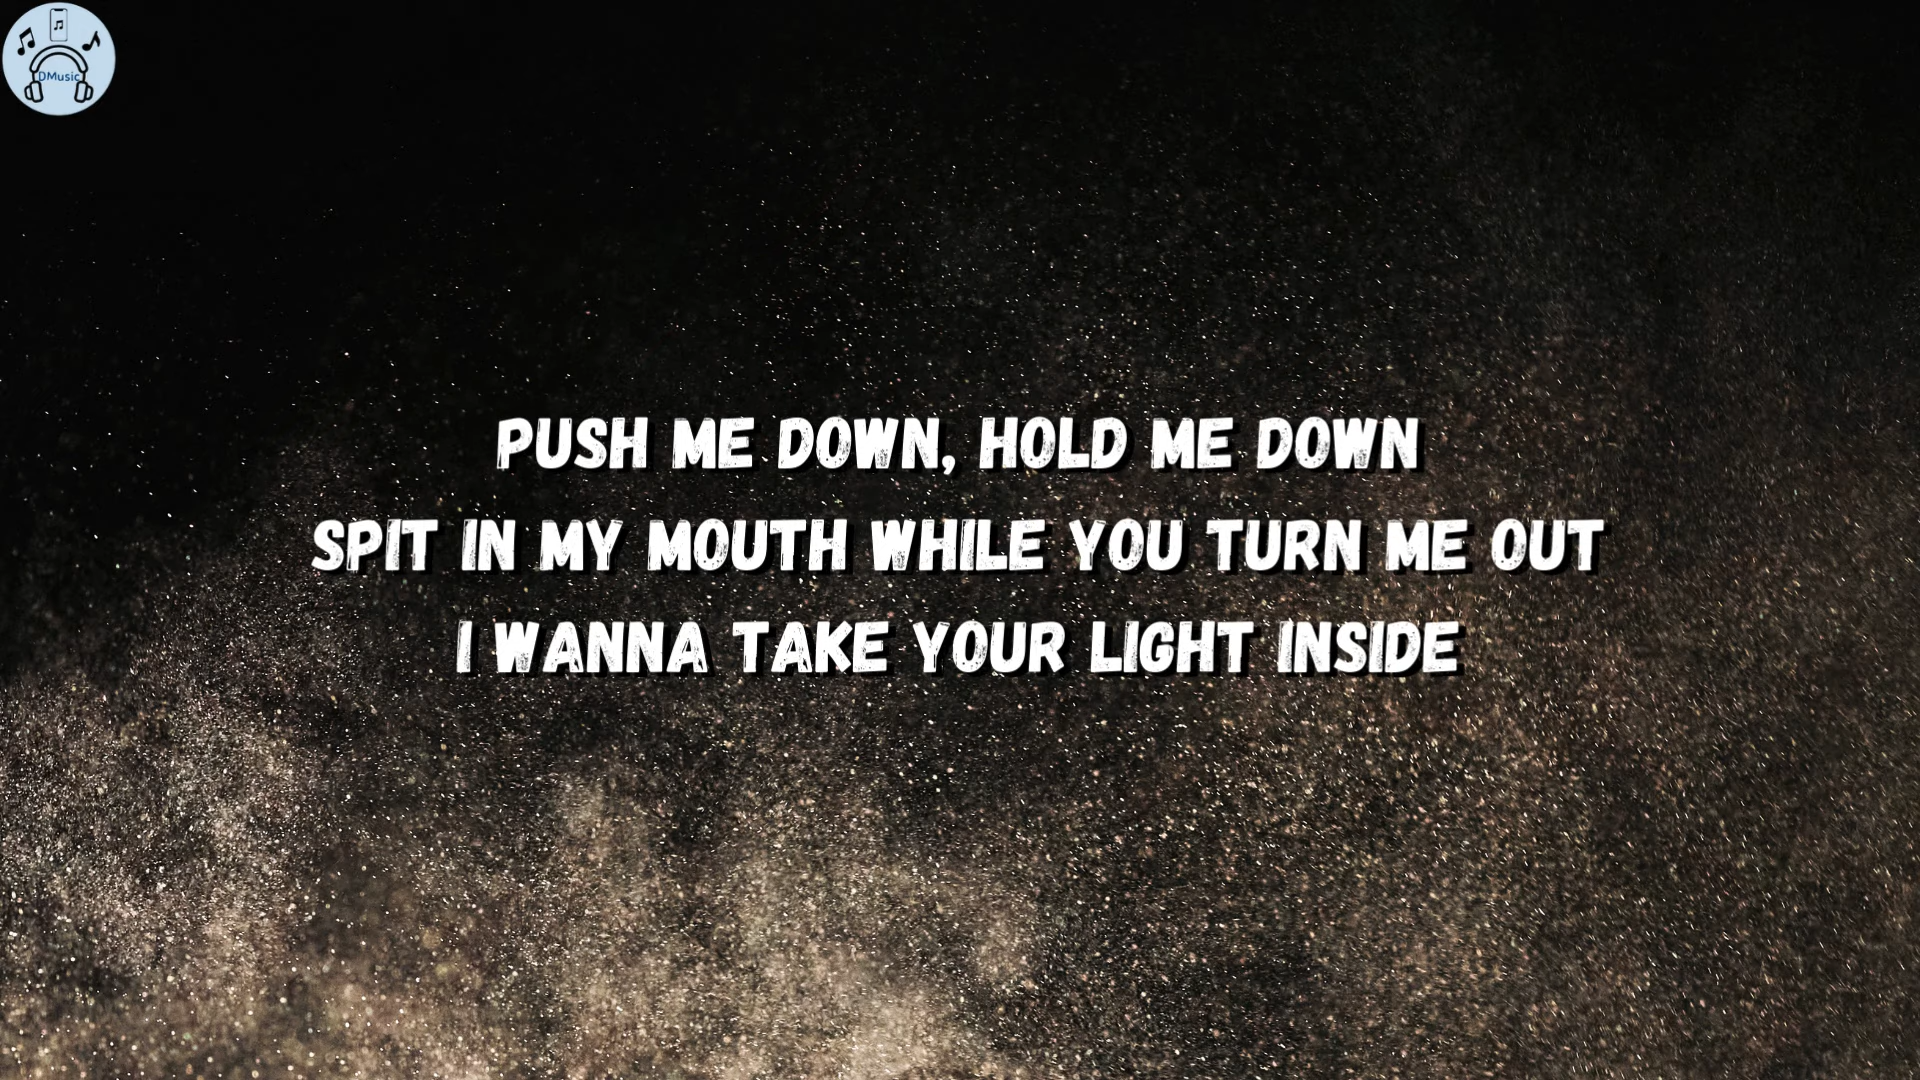 DMusic
PUSH ME DOWN, HOLD ME DOWN
SPIT IN MY MOUTH WHILE YOU TURN ME OUT
I WANNA TAKE YOUR LIGHT INSIDE